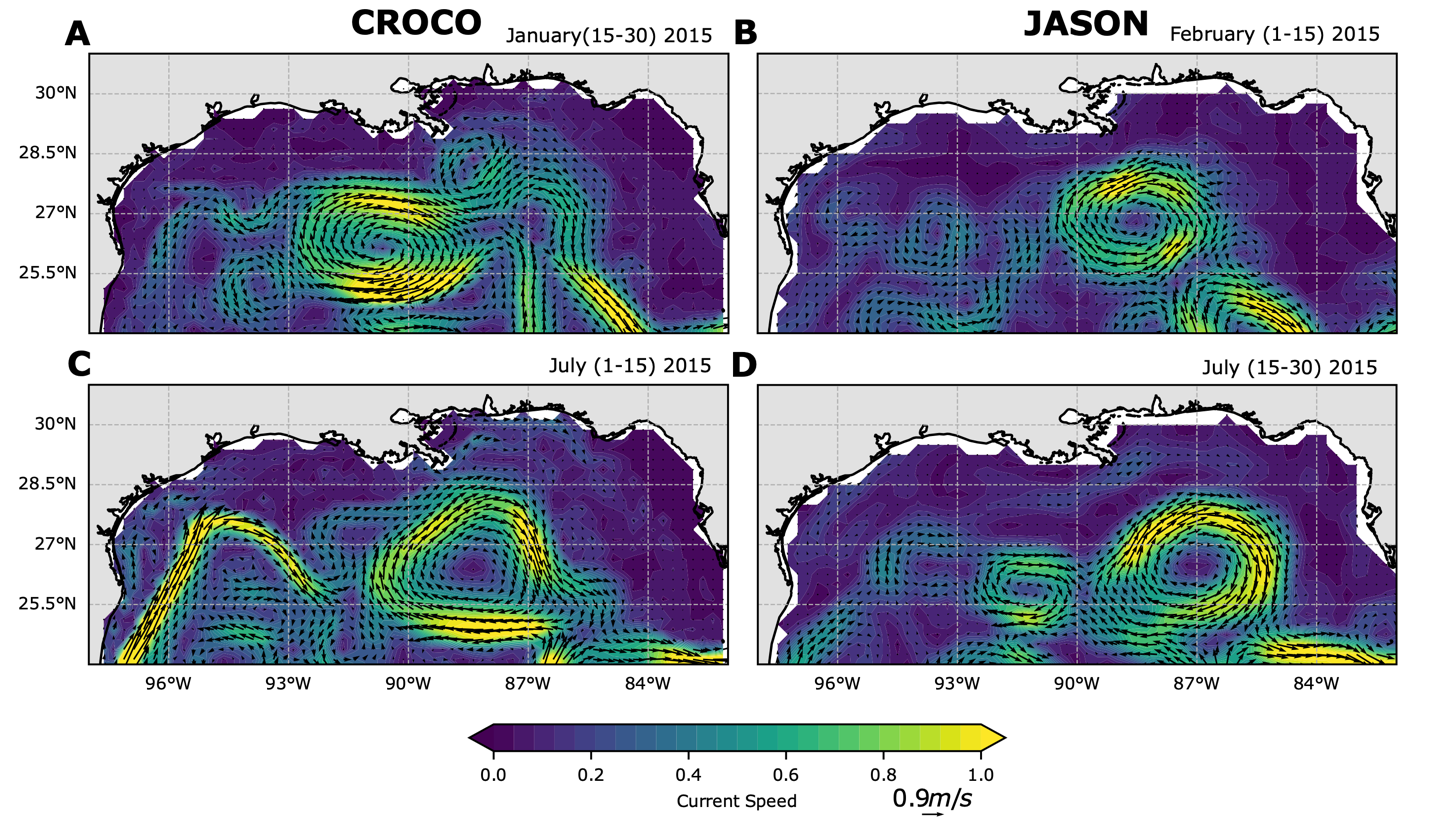 CROCO
JASON
A
January(15-30) 2015
B
February (1-15) 2015
30°N
28.5°N
27°N
25.5°N
C
July (1-15) 2015
D
July (15-30) 2015
30°N
28.5°N
27°N
25.5°N
96°W 93°W 90°W 87°W 84°W
96°W 93°W 90°W 87°W 84°W
0.0 0.2 0.4 0.6 0.8 1.0
Current Speed
0.9m/s